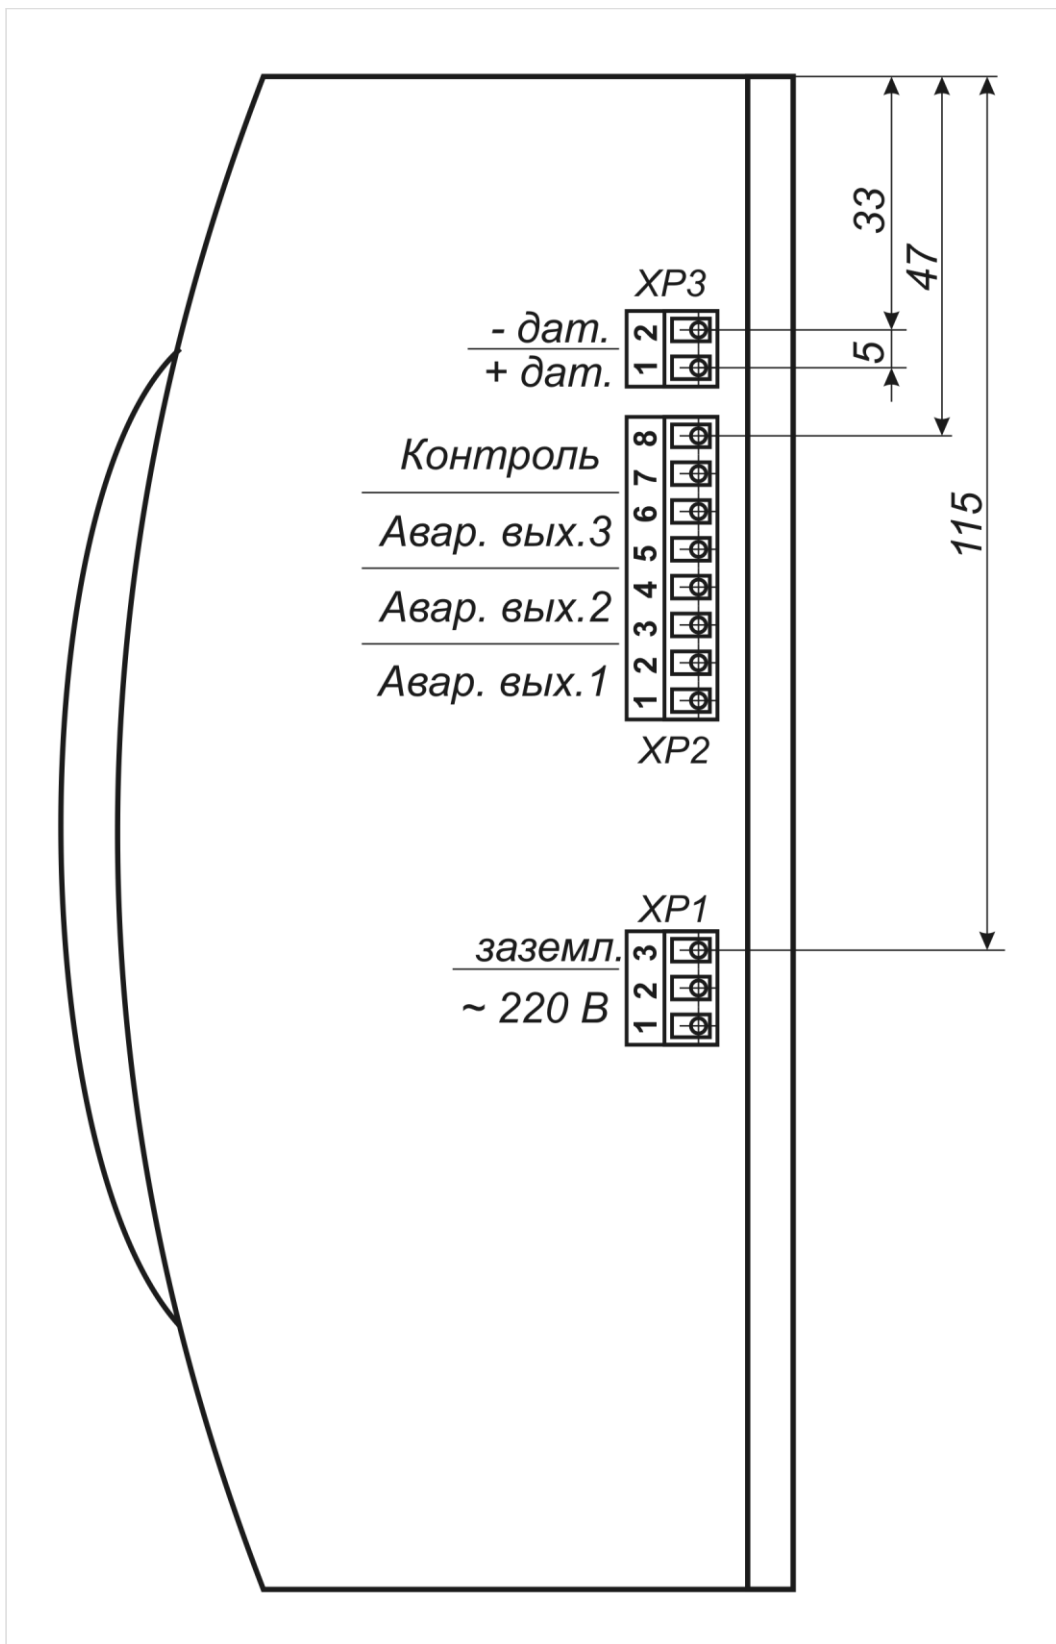 33
47
115
5
XP3
- дат.
+ дат.
2
1
Контроль
Авар. вых.3
Авар. вых.2
Авар. вых.1
8
7
6
5
4
3
2
1
XP2
XP1
заземл.
~ 220 В
3
2
1